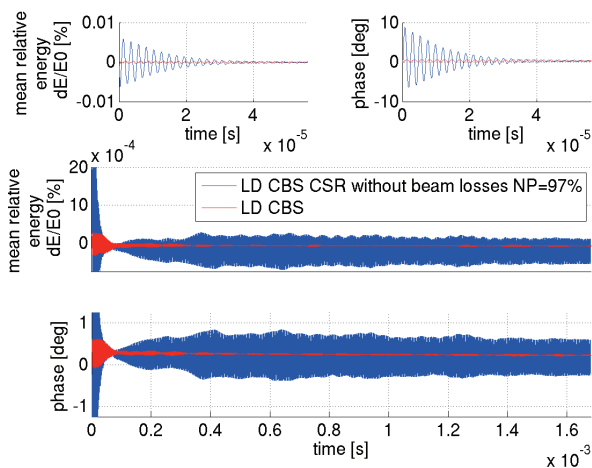 mean relative
energy
dE/E0 [%]
0.01
0
-0.01
0
2
4
time [s]
x 10^-5
phase [deg]
10
0
-10
0
2
4
time [s]
x 10^-5
x 10^-4
mean relative
energy
dE/E0 [%]
20
10
0
LD CBS CSR without beam losses NP=97%
LD CBS
phase [deg]
1
0
-1
0
0.2
0.4
0.6
0.8
1
1.2
1.4
1.6
time [s]
x 10^-3